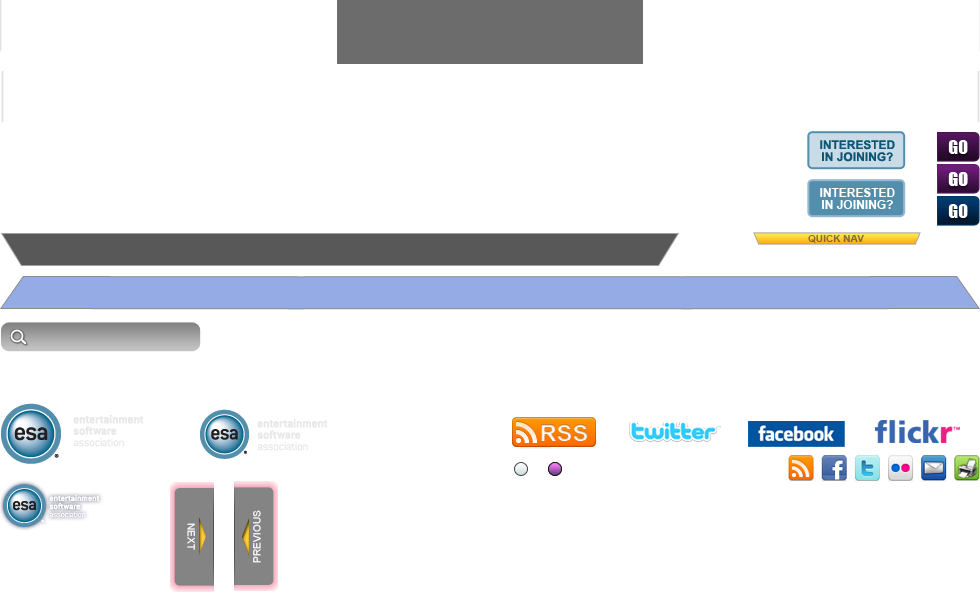 INTERESTED
IN JOINING?
GO
GO
INTERESTED
IN JOINING?
GO
QUICK NAV
esa
entertainment
software
association
esa
entertainment
software
association
RSS
twitter
facebook
flickr™
f
t
esa
entertainment
software
association
NEXT
PREVIOUS